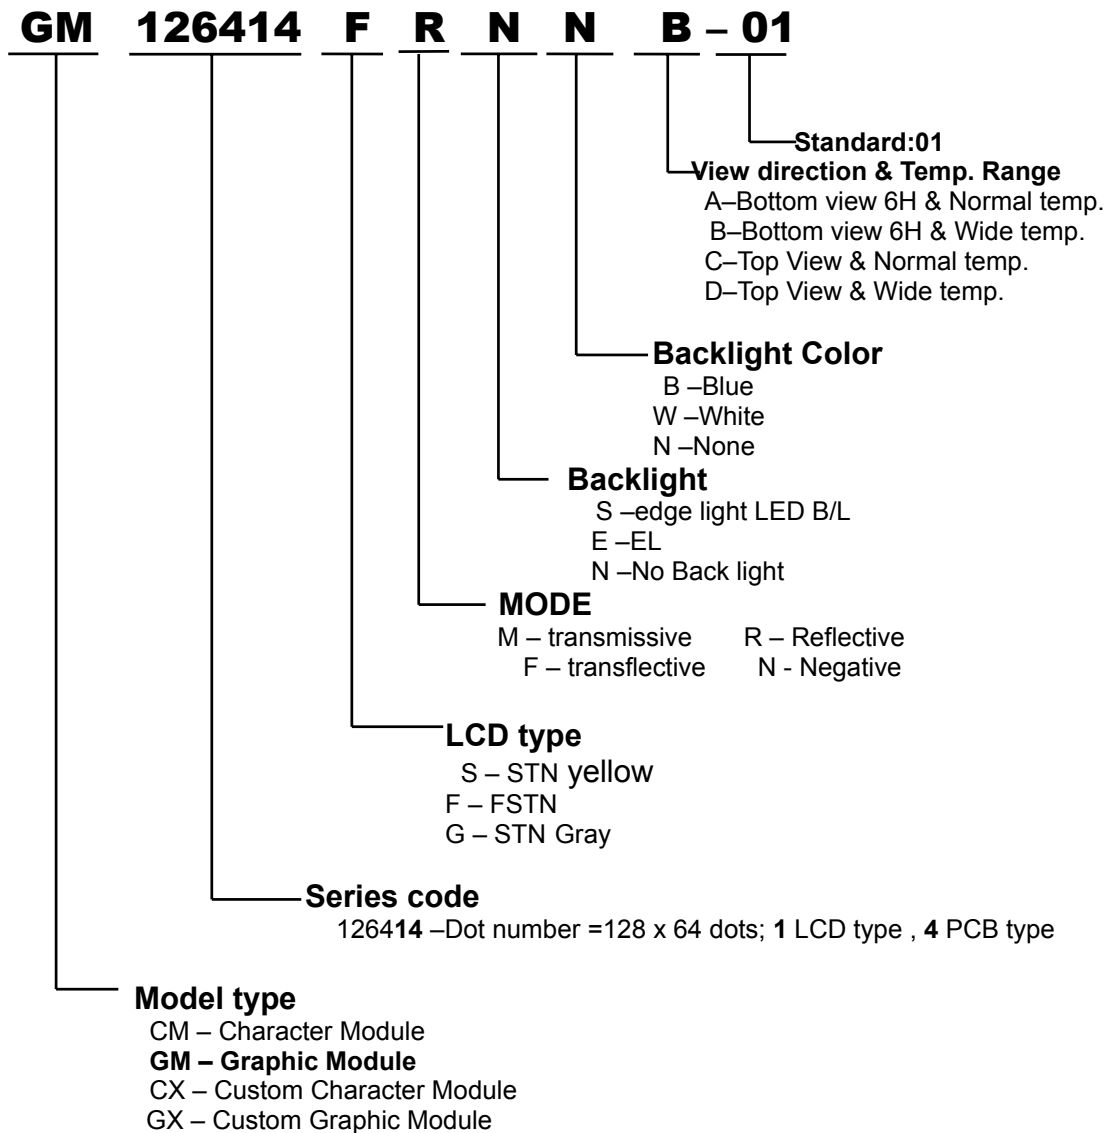 GM 126414 F R N N B – 01
Standard:01
View direction & Temp. Range
A–Bottom view 6H & Normal temp.
B–Bottom view 6H & Wide temp.
C–Top View & Normal temp.
D–Top View & Wide temp.
Backlight Color
B –Blue
W –White
N –None
Backlight
S –edge light LED B/L
E –EL
N –No Back light
MODE
M – transmissive R – Reflective
F – transflective N - Negative
LCD type
S – STN yellow
F – FSTN
G – STN Gray
Series code
126414 –Dot number =128 x 64 dots; 1 LCD type , 4 PCB type
Model type
CM – Character Module
GM – Graphic Module
CX – Custom Character Module
GX – Custom Graphic Module